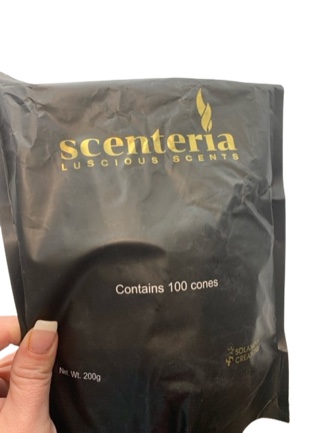 scenteria
LUSCIOUS SCENTS
Contains 100 cones
Net Wt. 200g